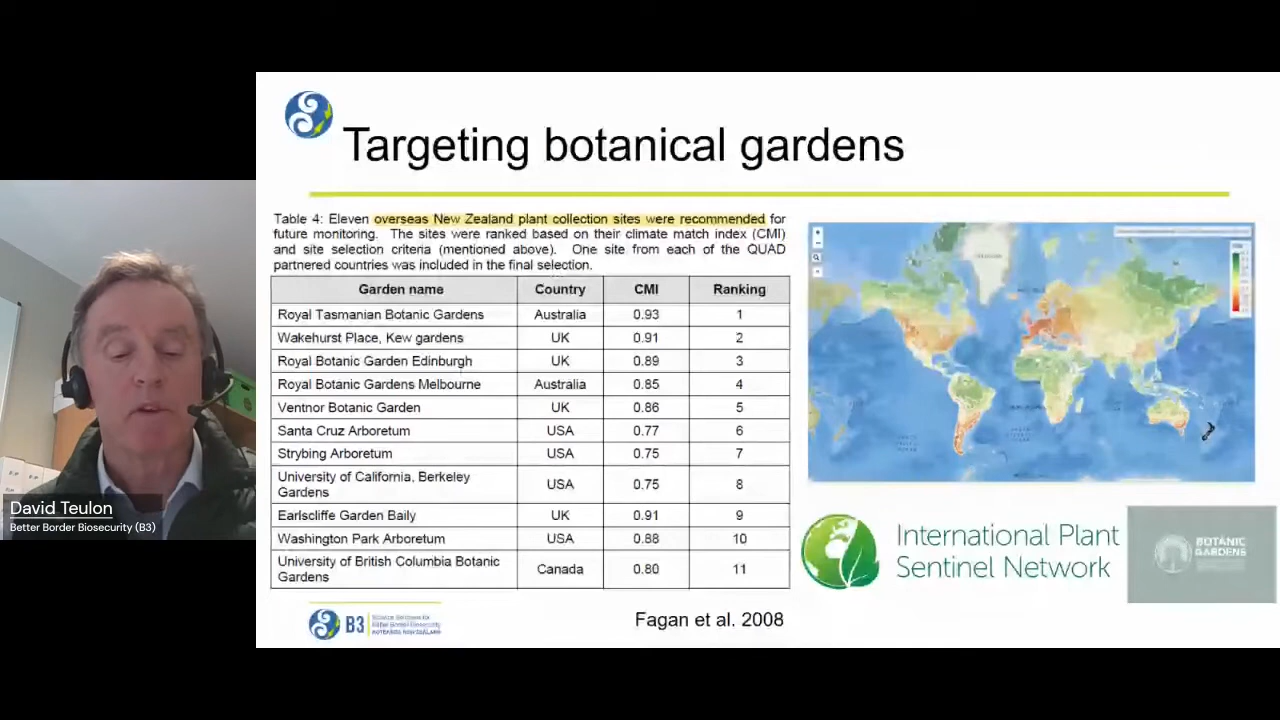 Targeting botanical gardens
Table 4: Eleven overseas New Zealand plant collection sites were recommended for
future monitoring. The sites were ranked based on their climate match index (CMI)
and site selection criteria (mentioned above). One site from each of the QUAD
partnered countries was included in the final selection.
Garden name Country CMI Ranking
Royal Tasmanian Botanic Gardens Australia 0.93 1
Wakehurst Place, Kew gardens UK 0.91 2
Royal Botanic Garden Edinburgh UK 0.89 3
Royal Botanic Gardens Melbourne Australia 0.85 4
Ventnor Botanic Garden UK 0.86 5
Santa Cruz Arboretum USA 0.77 6
Strybing Arboretum USA 0.75 7
University of California, Berkeley
Gardens USA 0.75 8
Earlscliffe Garden Baily UK 0.91 9
Washington Park Arboretum USA 0.88 10
University of British Columbia Botanic
Gardens Canada 0.80 11
International Plant
Sentinel Network
BOTANIC
GARDENS
B3
Better Border Biosecurity
Fagan et al. 2008
David Teulon
Better Border Biosecurity (B3)